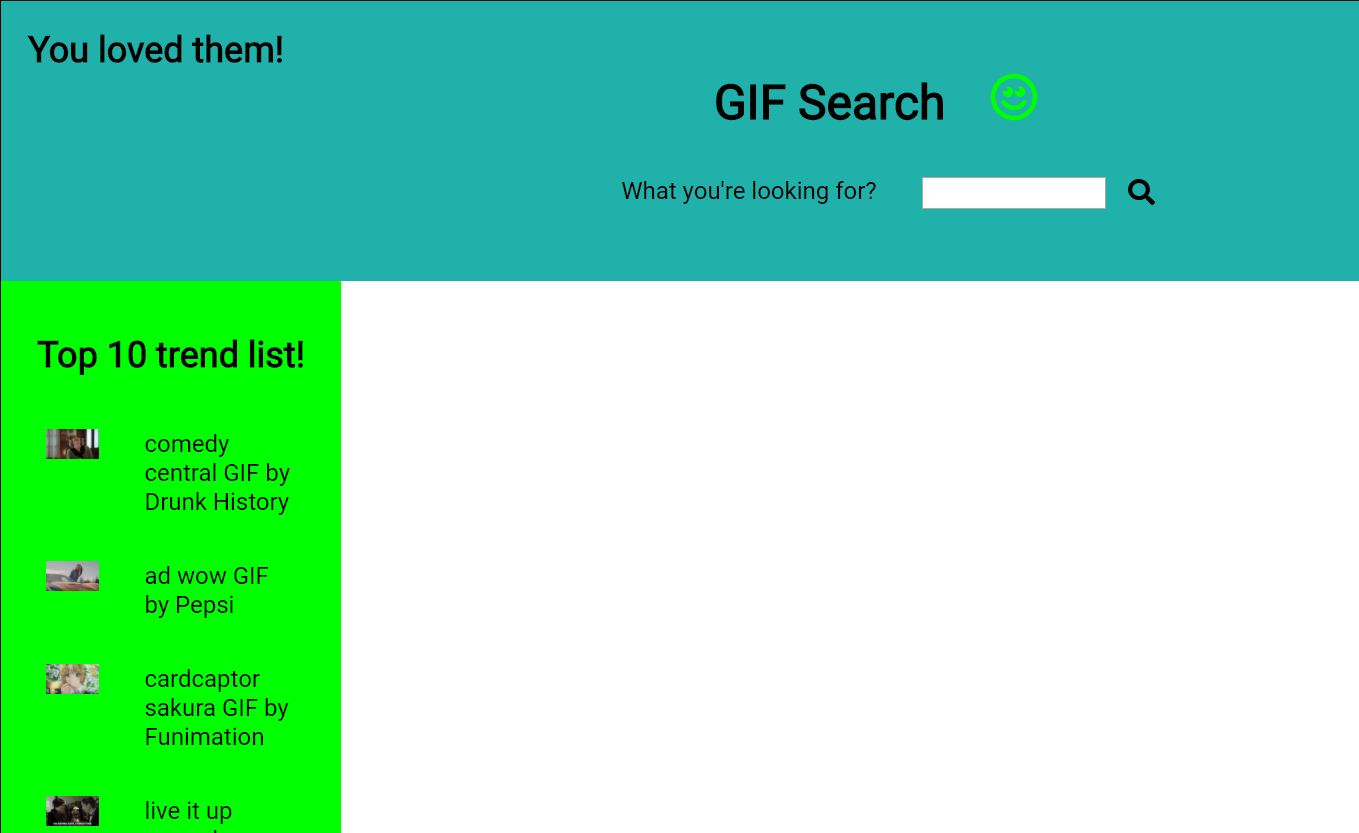 You loved them!
GIF Search
What you're looking for?
Top 10 trend list!
comedy
central GIF by
Drunk History
ad wow GIF
by Pepsi
cardcaptor
sakura GIF by
Funimation
live it up